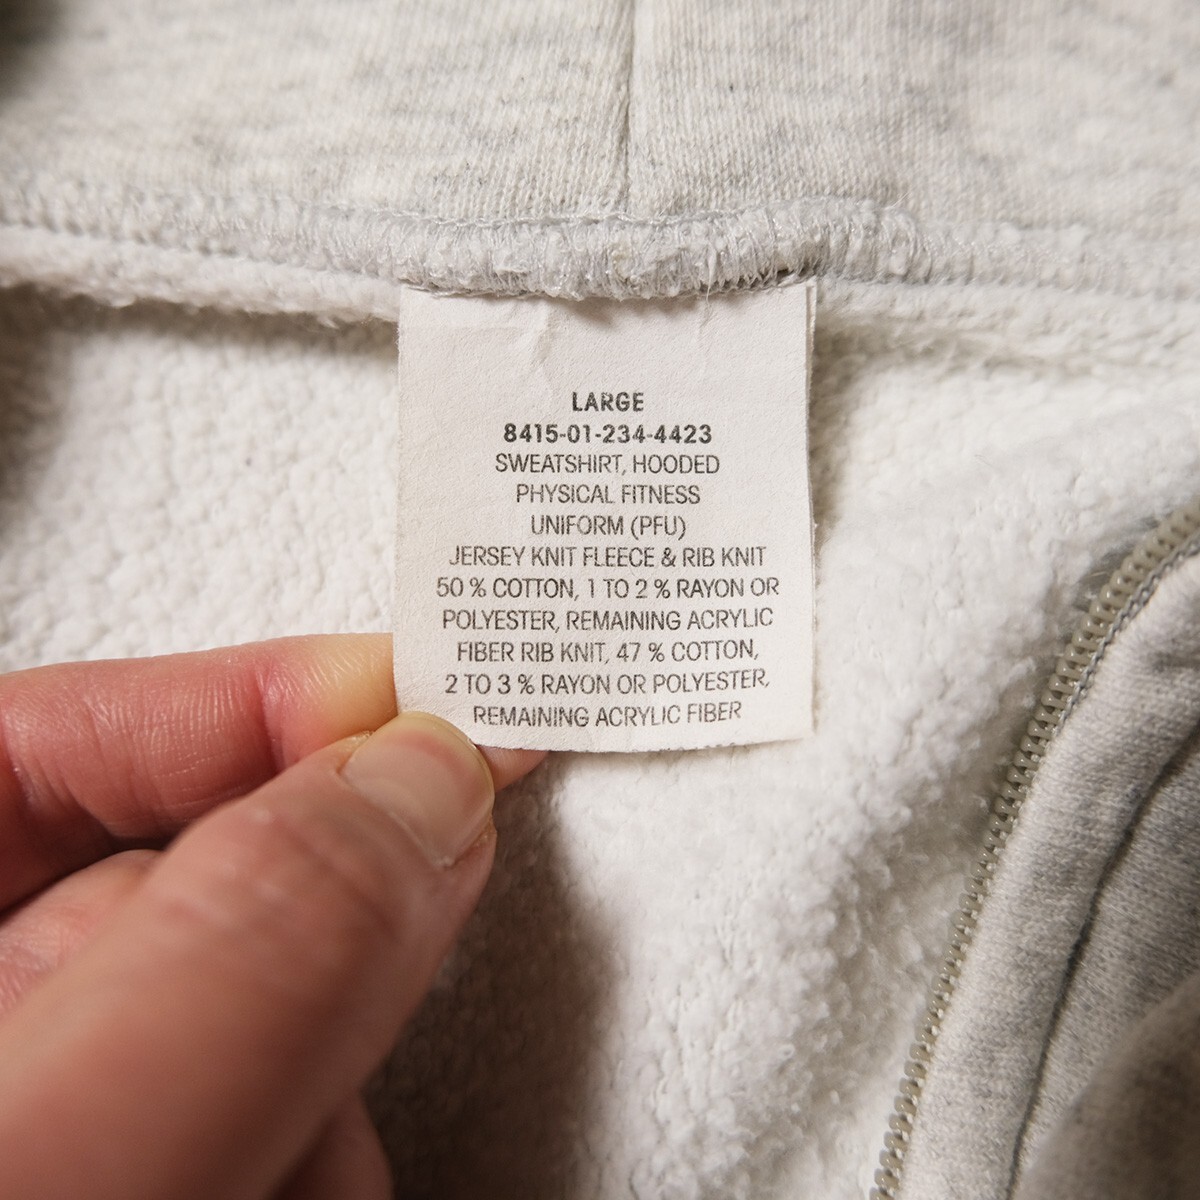 LARGE
8415-01-234-4423
SWEATSHIRT, HOODED
PHYSICAL FITNESS
UNIFORM (PFU)
JERSEY KNIT FLEECE & RIB KNIT
50 % COTTON, 1 TO 2 % RAYON OR
POLYESTER, REMAINING ACRYLIC
FIBER RIB KNIT, 47 % COTTON,
2 TO 3 % RAYON OR POLYESTER,
REMAINING ACRYLIC FIBER